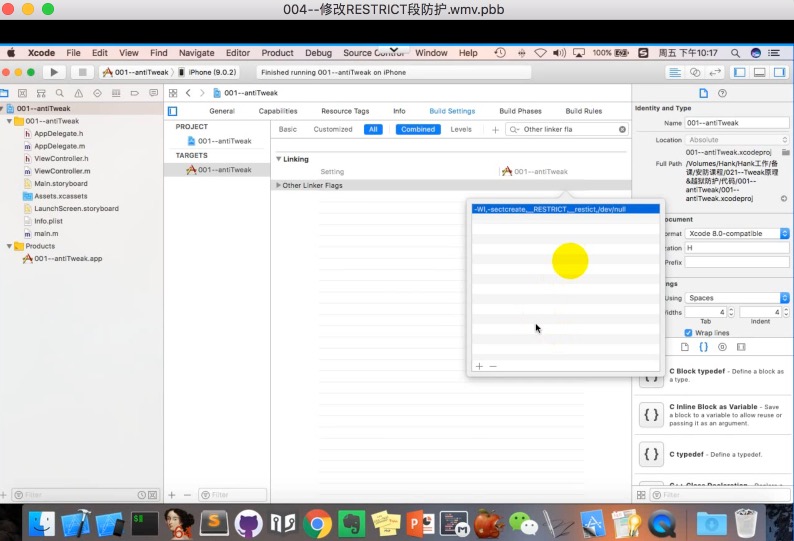 004--修改RESTRICT段防护.wmv.pbb
Xcode File Edit View Find Navigate Editor Product Debug Source Control Window Help 100% 周五下午10:17
001--antiTweak iPhone (9.0.2) Finished running 001--antiTweak on iPhone
001--antiTweak
001--antiTweak
AppDelegate.h
AppDelegate.m
ViewController.h
ViewController.m
Main.storyboard
Assets.xcassets
LaunchScreen.storyboard
Info.plist
main.m
Products
001--antiTweak.app
Filter
001--antiTweak
General Capabilities Resource Tags Info Build Settings Build Phases Build Rules
PROJECT
001--antiTweak
TARGETS
001--antiTweak
Filter
Basic Customized All Combined Levels + Other linker fla
Linking
Setting 001--antiTweak
Other Linker Flags
-Wl,-sectcreate,__RESTRICT,__restict,/dev/null
+ −
Identity and Type
Name 001--antiTweak
Location Absolute
001--antiTweak.xcodeproj
Full Path /Volumes/Hank/Hank工作/备
课/安防课程/021--Tweak原理
&越狱防护/代码/001--
antiTweak/001--
antiTweak.xcodeproj
ocument
ormat Xcode 8.0-compatible
zation H
Prefix
ngs
Using Spaces
idths 4 4
Tab Indent
Wrap lines
C Block typedef - Define a block as
a type.
C Inline Block as Variable - Save
a block to a variable to allow reuse or
passing it as an argument.
C typedef - Define a typedef.
Filter